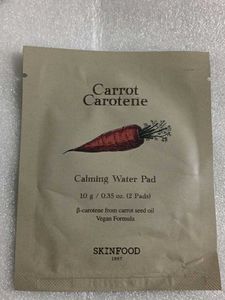 Carrot
Carotene
Calming Water Pad
10 g / 0.35 oz. (2 Pads)
β-carotene from carrot seed oil
Vegan Formula
SKINFOOD
1957